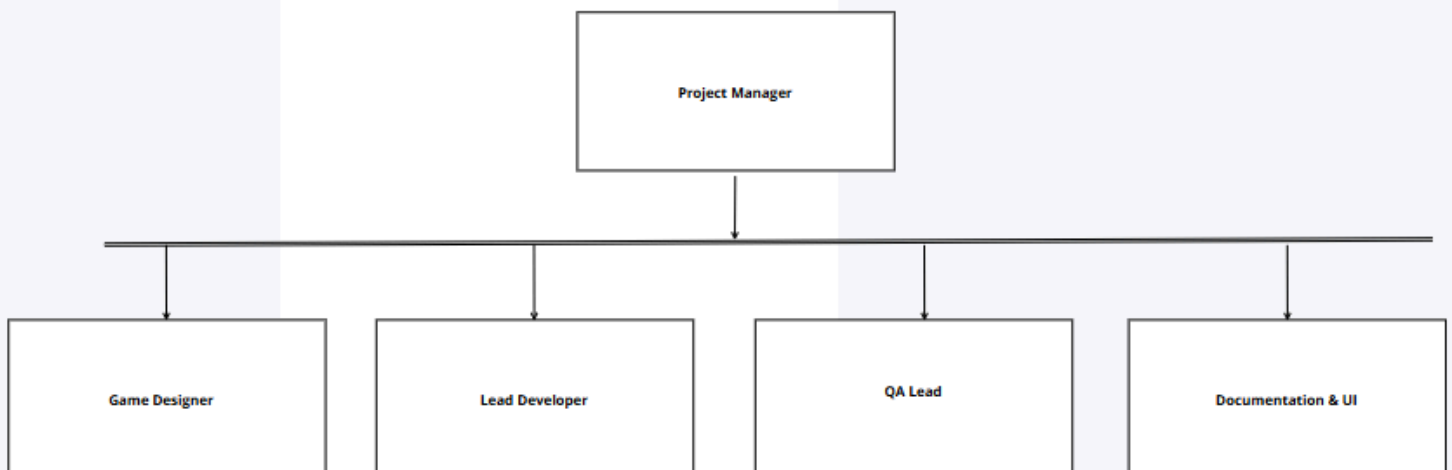 Project Manager
Game Designer
Lead Developer
QA Lead
Documentation & UI